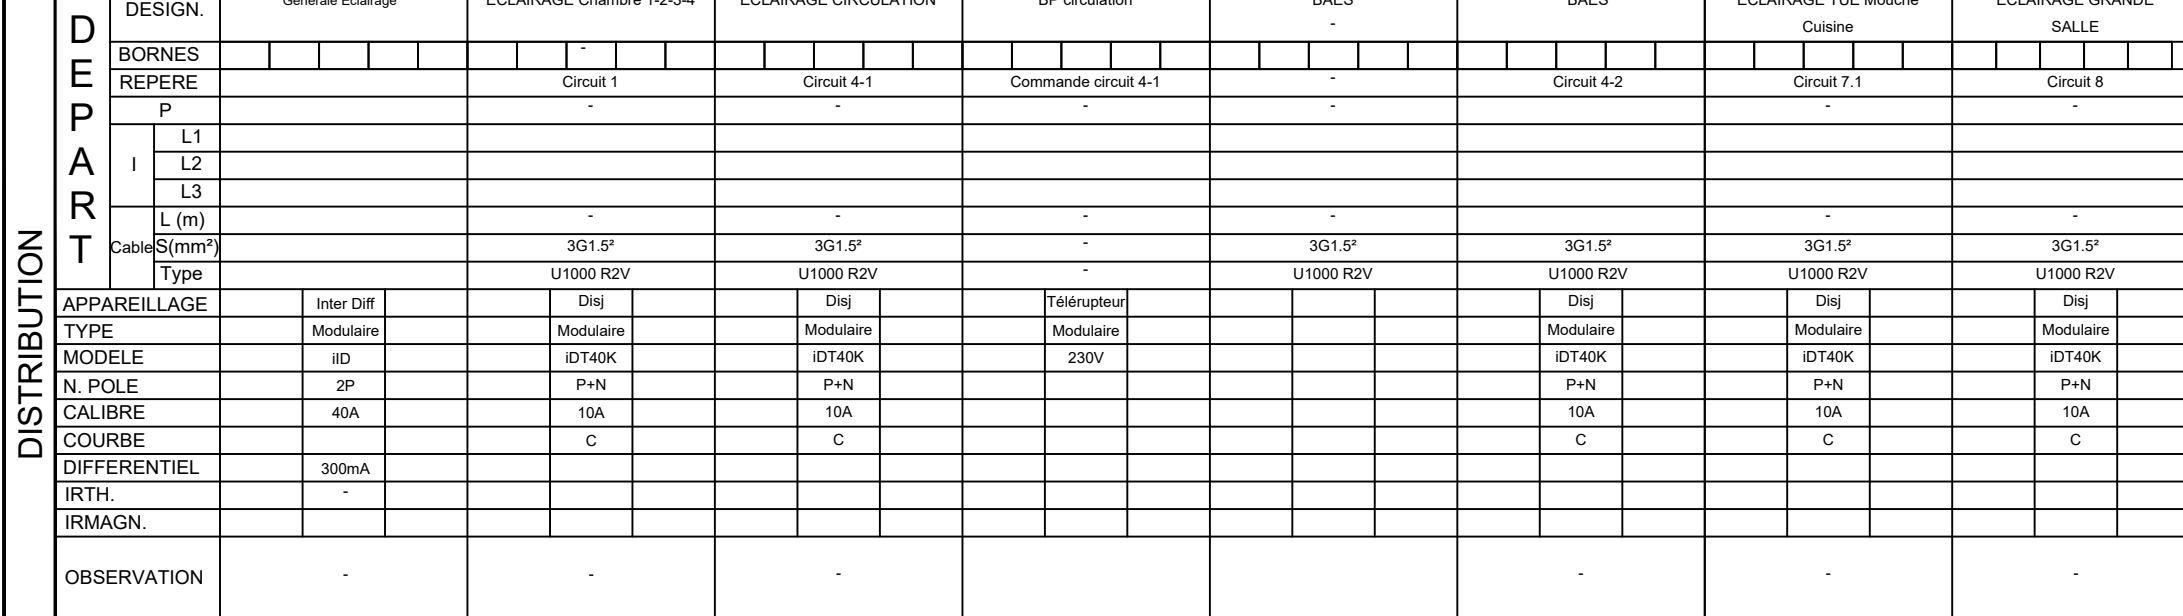 DISTRIBUTION
DEPART
DESIGN. Générale Eclairage ECLAIRAGE Chambre 1-2-3-4 ECLAIRAGE CIRCULATION BP circulation BAES BAES ECLAIRAGE TUE Mouche ECLAIRAGE GRANDE
- Cuisine SALLE
BORNES -
REPERE Circuit 1 Circuit 4-1 Commande circuit 4-1 - Circuit 4-2 Circuit 7.1 Circuit 8
P - - - - - -
I
L1
L2
L3
Cable
L (m) - - - - - -
S(mm²) 3G1.5² 3G1.5² - 3G1.5² 3G1.5² 3G1.5² 3G1.5²
Type U1000 R2V U1000 R2V - U1000 R2V U1000 R2V U1000 R2V U1000 R2V
APPAREILLAGE Inter Diff Disj Disj Télérupteur Disj Disj Disj
TYPE Modulaire Modulaire Modulaire Modulaire Modulaire Modulaire Modulaire
MODELE iID iDT40K iDT40K 230V iDT40K iDT40K iDT40K
N. POLE 2P P+N P+N P+N P+N P+N
CALIBRE 40A 10A 10A 10A 10A 10A
COURBE C C C C C
DIFFERENTIEL 300mA
IRTH. -
IRMAGN.
OBSERVATION - - - - - -